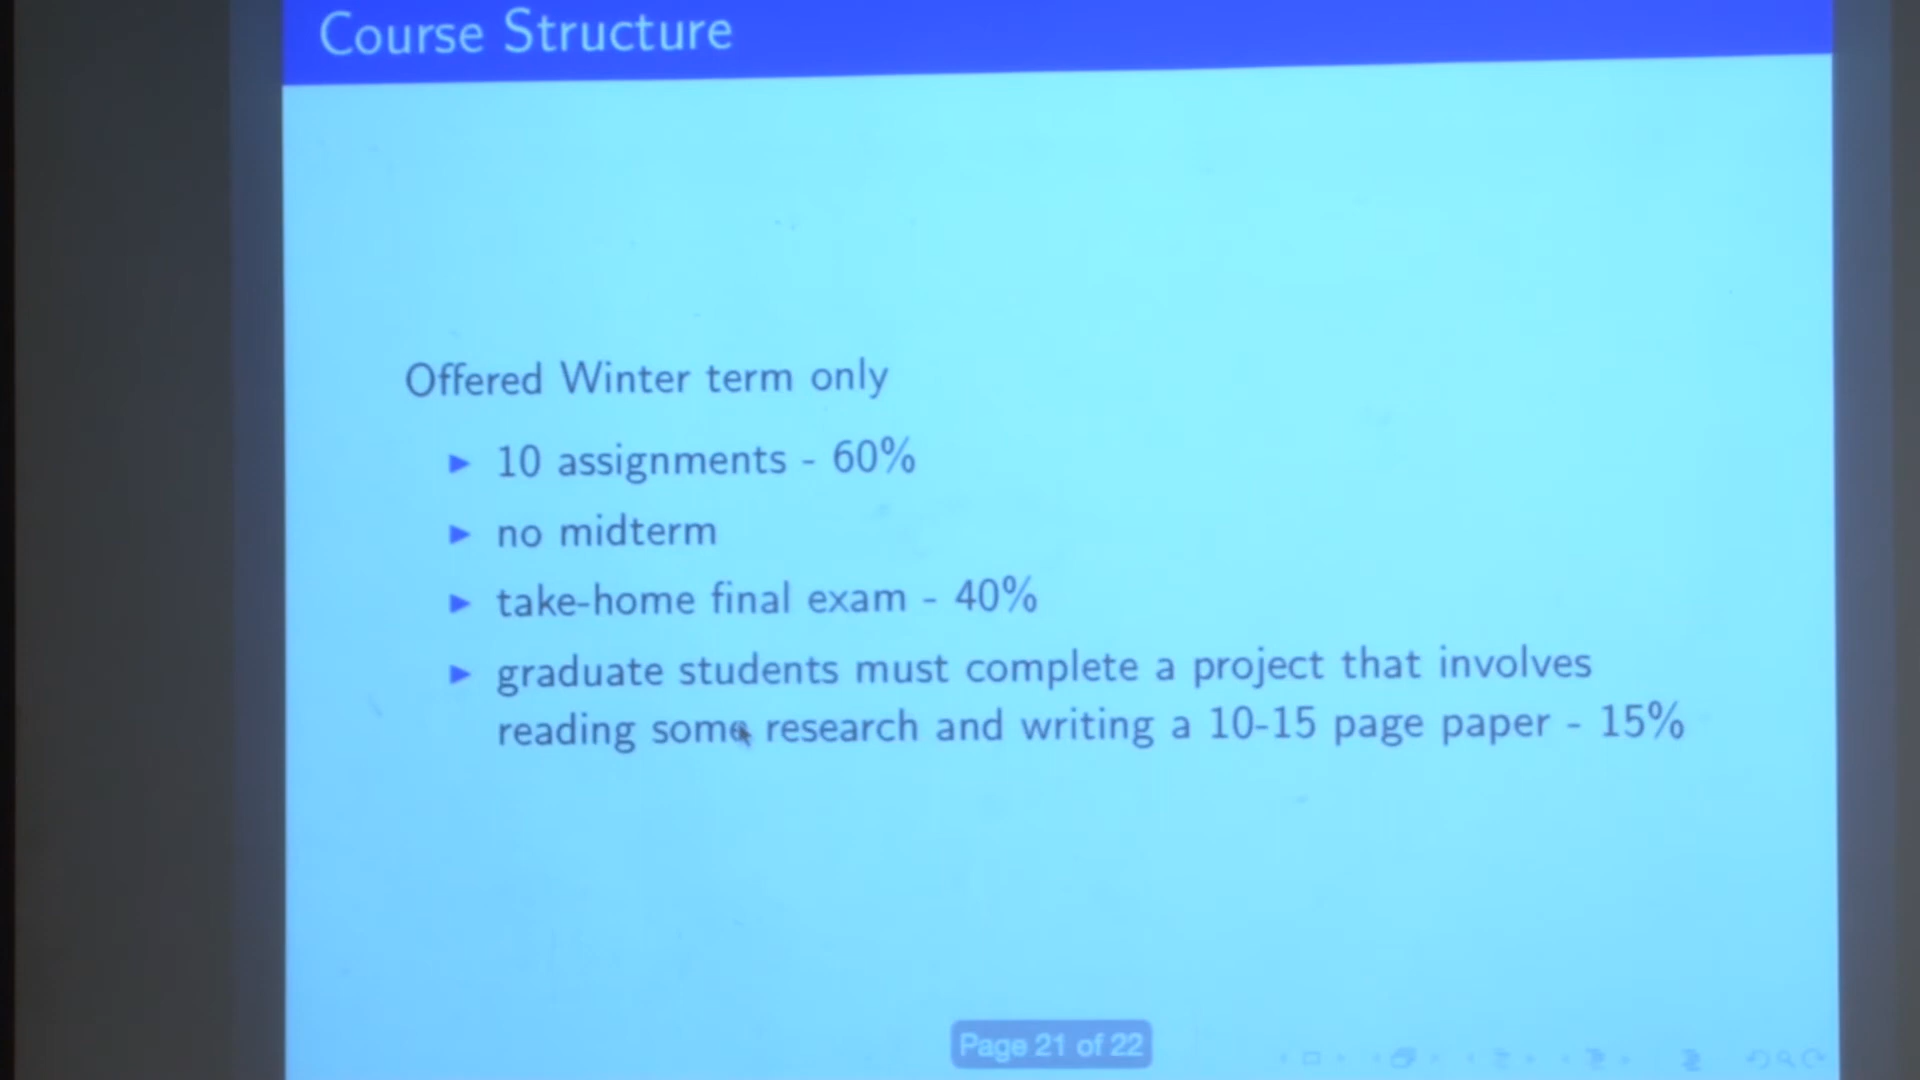 Course Structure
Offered Winter term only
10 assignments - 60%
no midterm
take-home final exam - 40%
graduate students must complete a project that involves
reading some research and writing a 10-15 page paper - 15%
Page 21 of 22